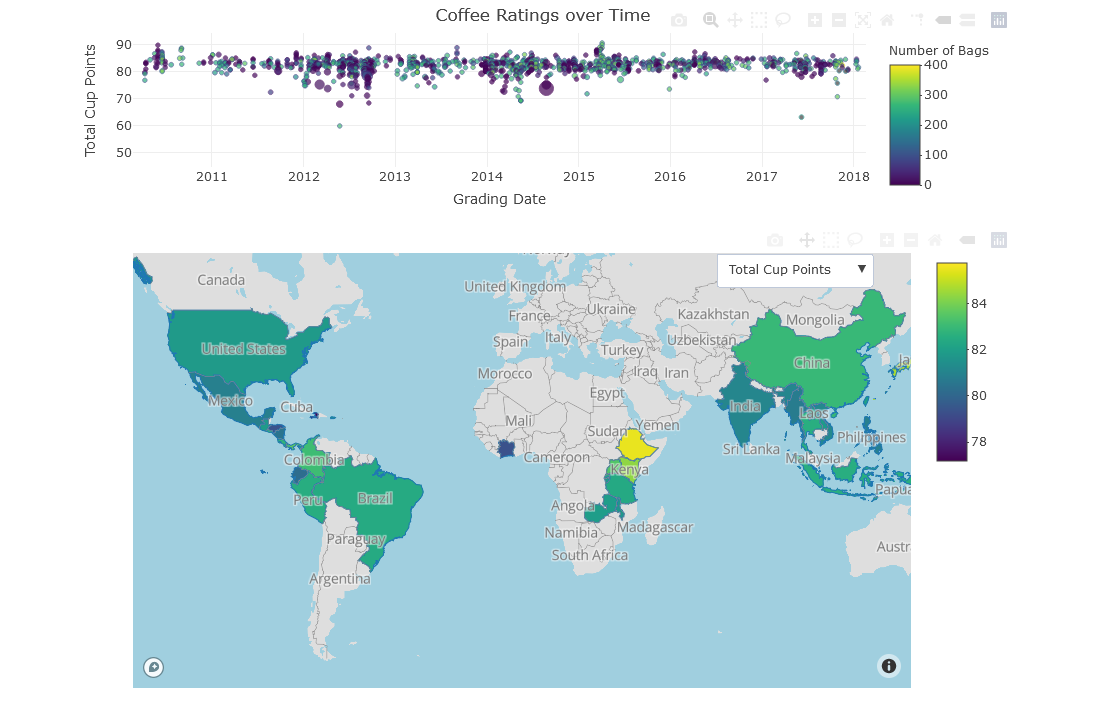 Coffee Ratings over Time
Number of Bags
Total Cup Points
90
80
70
60
50
400
300
200
100
0
2011
2012
2013
2014
2015
2016
2017
2018
Grading Date
Total Cup Points ▼
84
82
80
78
Canada
United Kingdom
Ukraine
Kazakhstan
Mongolia
France
Italy
Uzbekistan
Spain
Turkey
United States
China
Iraq
Iran
Morocco
Egypt
Mexico
Cuba
India
Laos
Mali
Sudan
Yemen
Philippines
Sri Lanka
Colombia
Cameroon
Malaysia
Kenya
Peru
Brazil
Papua
Angola
Madagascar
Namibia
Paraguay
South Africa
Austr
Argentina